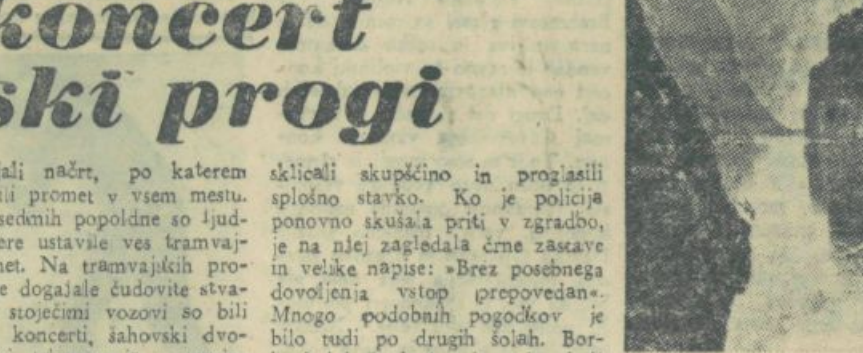 koncert
ski progi
ali načrt, po katerem
ili promet v vsem mestu.
sedmih popoldne so ljud-
ere ustavile ves tramvaj-
net. Na tramvajskih pro-
e dogajale čudovite stva-
stoječimi vozovi so bili
koncerti, šahovski dvo-
sklicali skupščino in proglasili
splošno stavko. Ko je policija
ponovno skušala priti v zgradbo,
je na njej zagledala črne zastave
in velike napise: »Brez posebnega
dovoljenja vstop prepovedan«.
Mnogo podobnih pogodkov je
bilo tudi po drugih šolah. Bor-